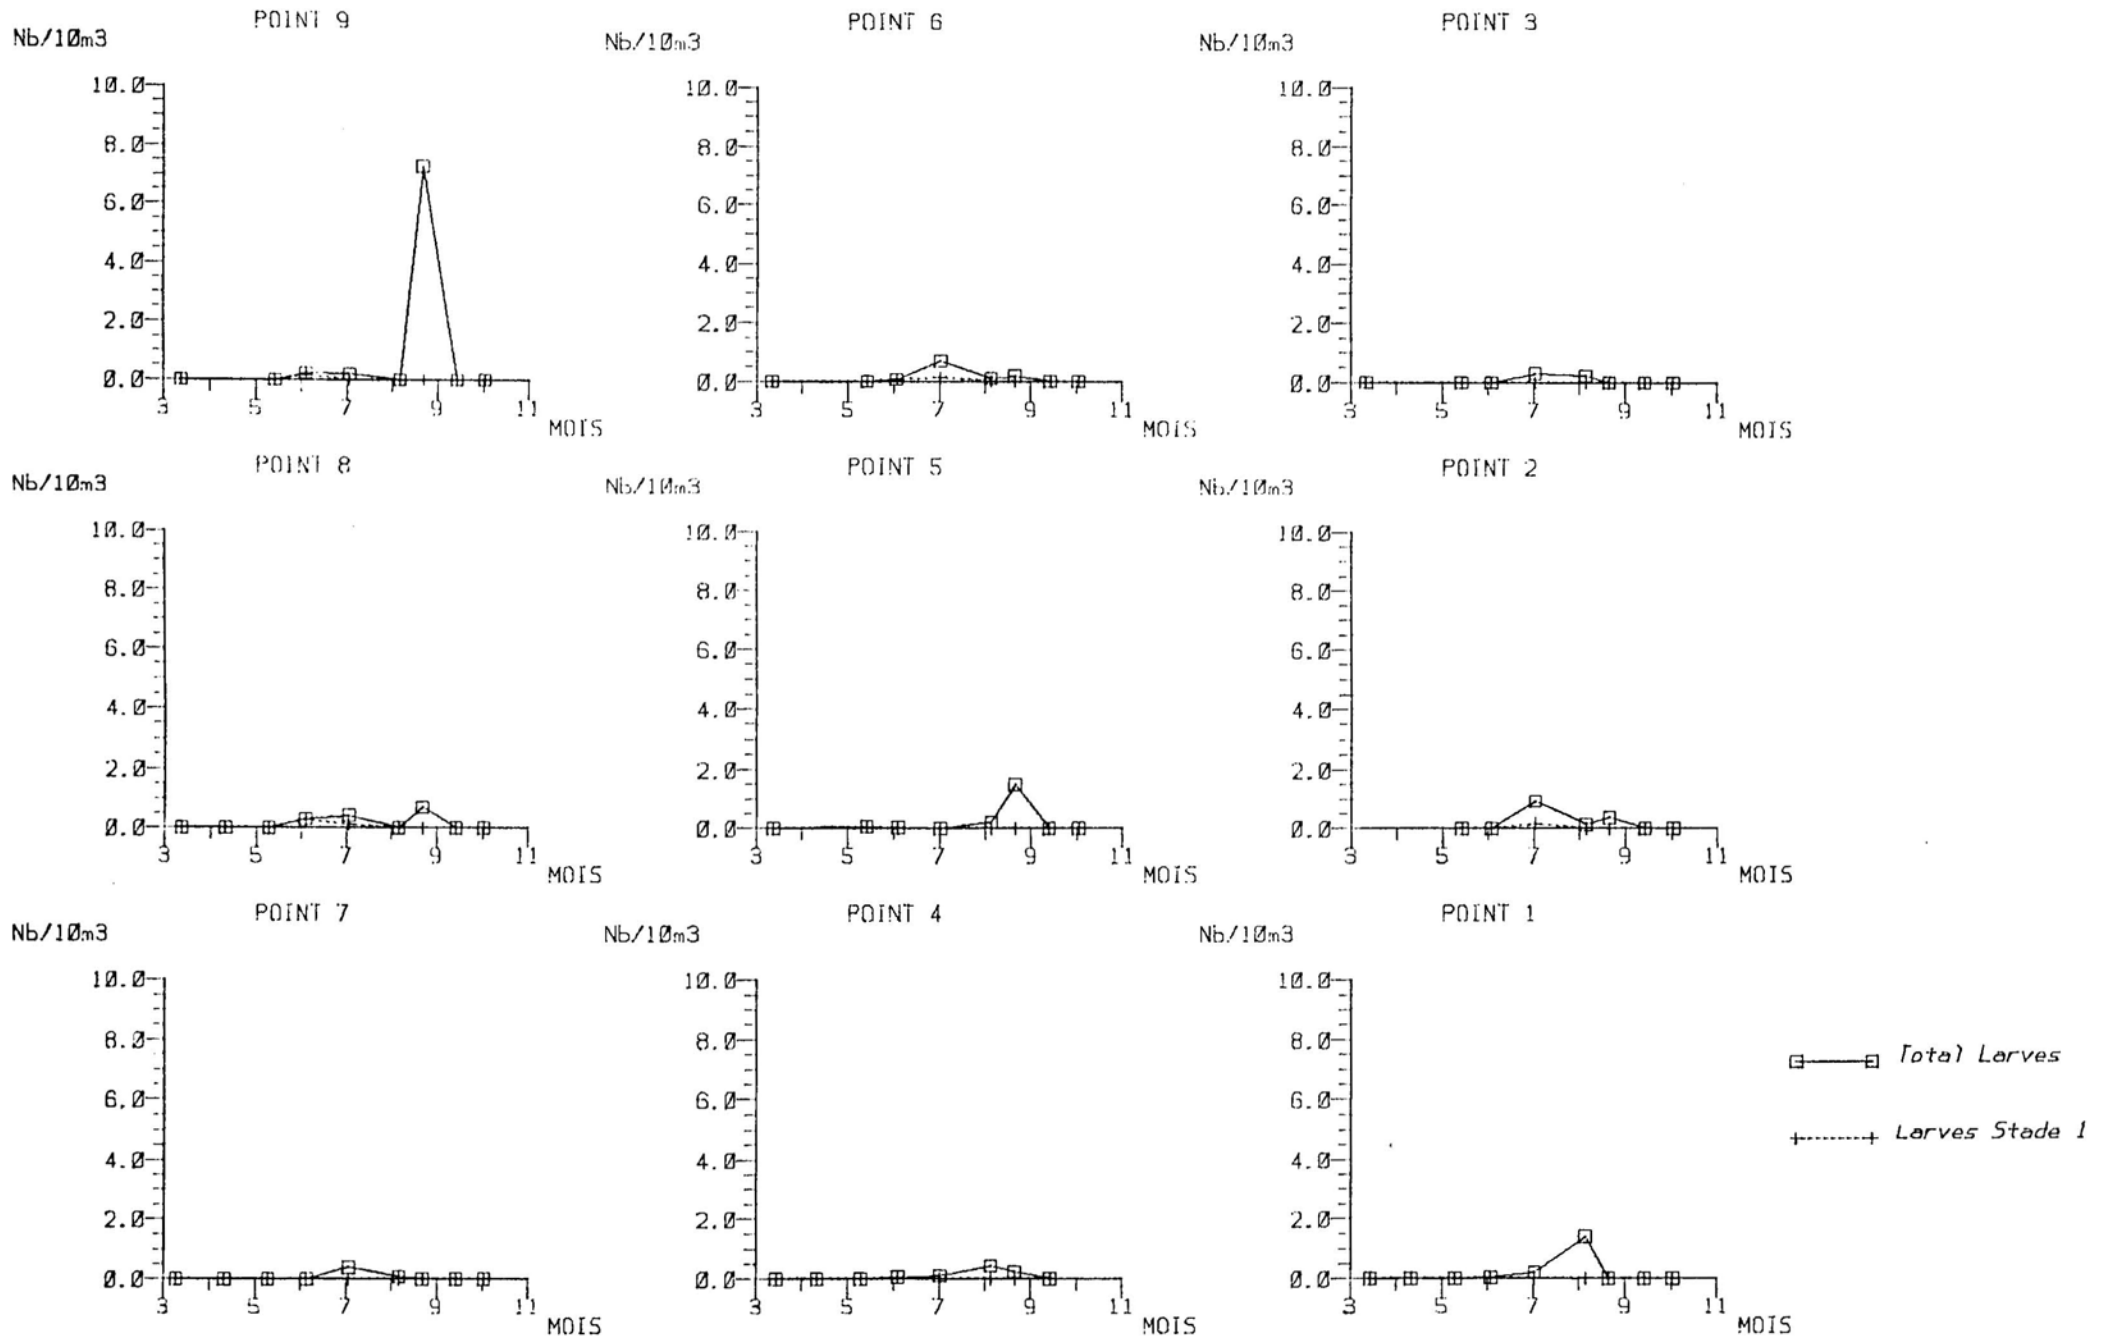 POINT 9 POINT 6 POINT 3
Nb/10m3 Nb/10m3 Nb/10m3
10.0 10.0 10.0
8.0 8.0 8.0
6.0 6.0 6.0
4.0 4.0 4.0
2.0 2.0 2.0
0.0 0.0 0.0
3 5 7 9 11 3 5 7 9 11 3 5 7 9 11
MOIS MOIS MOIS
POINT 8 POINT 5 POINT 2
Nb/10m3 Nb/10m3 Nb/10m3
10.0 10.0 10.0
8.0 8.0 8.0
6.0 6.0 6.0
4.0 4.0 4.0
2.0 2.0 2.0
0.0 0.0 0.0
3 5 7 9 11 3 5 7 9 11 3 5 7 9 11
MOIS MOIS MOIS
POINT 7 POINT 4 POINT 1
Nb/10m3 Nb/10m3 Nb/10m3
10.0 10.0 10.0
8.0 8.0 8.0
6.0 6.0 6.0
4.0 4.0 4.0
2.0 2.0 2.0
0.0 0.0 0.0
3 5 7 9 11 3 5 7 9 11 3 5 7 9 11
MOIS MOIS MOIS
Total Larves
Larves Stade 1